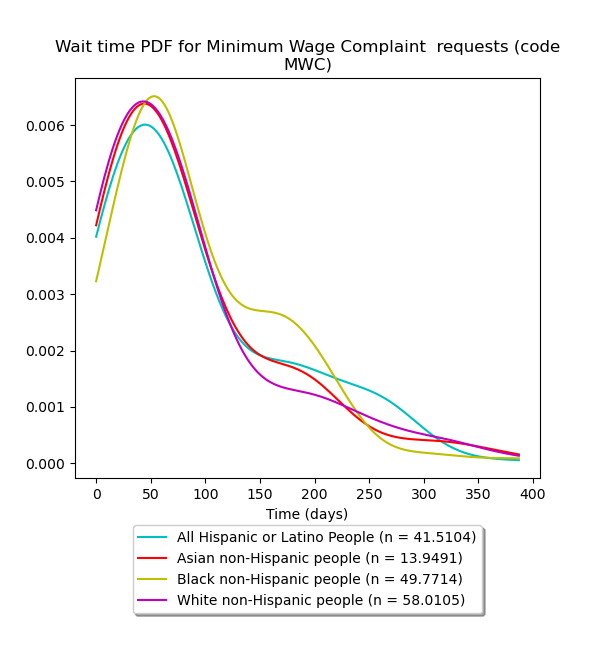 Wait time PDF for Minimum Wage Complaint  requests (code
MWC)
0.006
0.005
0.004
0.003
0.002
0.001
0.000
0 50 100 150 200 250 300 350 400
Time (days)
All Hispanic or Latino People (n = 41.5104)
Asian non-Hispanic people (n = 13.9491)
Black non-Hispanic people (n = 49.7714)
White non-Hispanic people (n = 58.0105)